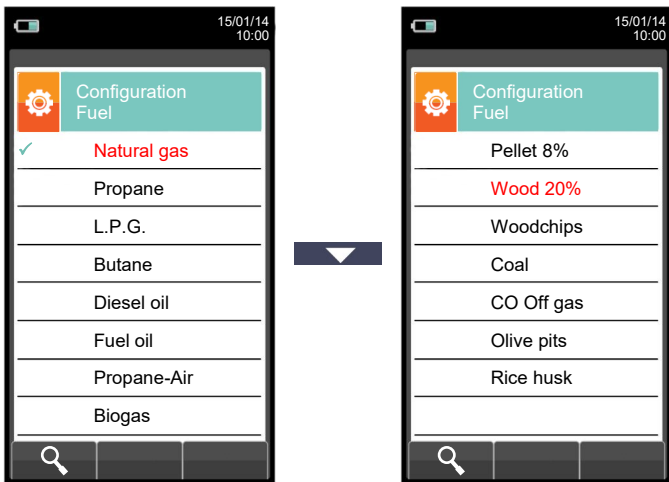 15/01/14
10:00
Configuration
Fuel
Natural gas
Propane
L.P.G.
Butane
Diesel oil
Fuel oil
Propane-Air
Biogas
15/01/14
10:00
Configuration
Fuel
Pellet 8%
Wood 20%
Woodchips
Coal
CO Off gas
Olive pits
Rice husk